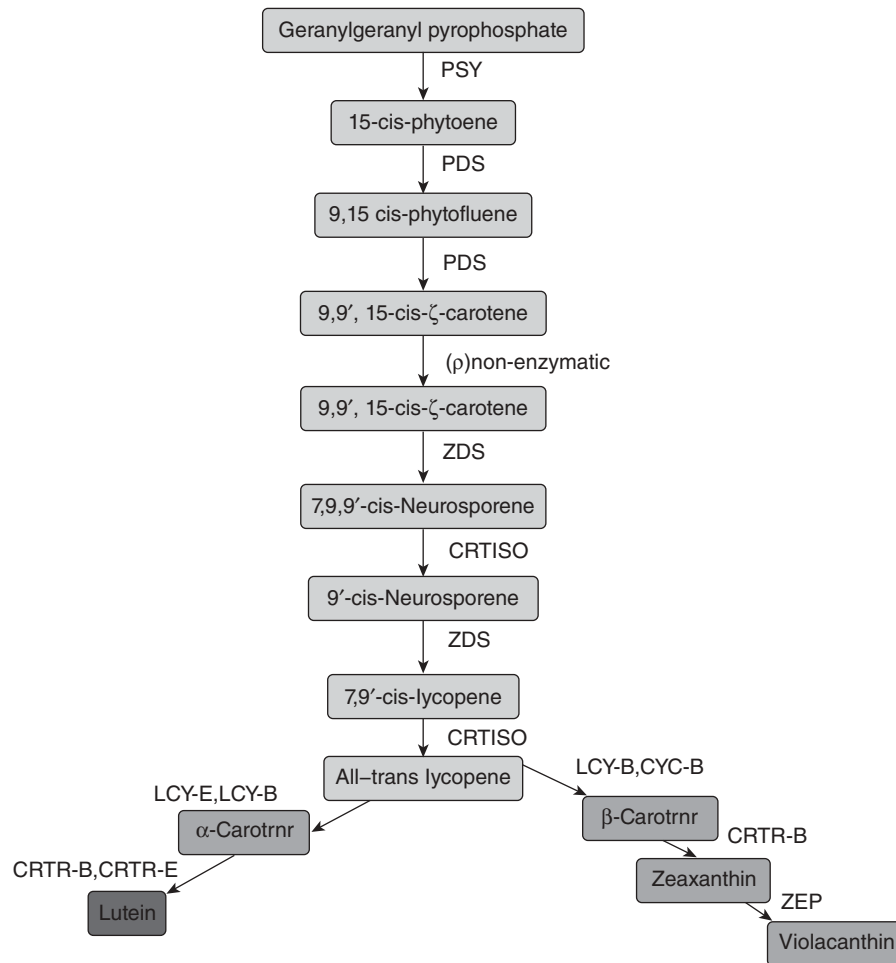 Geranylgeranyl pyrophosphate
PSY
15-cis-phytoene
PDS
9,15 cis-phytofluene
PDS
9,9′, 15-cis-ζ-carotene
(ρ)non-enzymatic
9,9′, 15-cis-ζ-carotene
ZDS
7,9,9′-cis-Neurosporene
CRTISO
9′-cis-Neurosporene
ZDS
7,9′-cis-lycopene
CRTISO
All–trans lycopene
LCY-B,CYC-B
LCY-E,LCY-B
α-Carotrnr
β-Carotrnr
CRTR-B
CRTR-B,CRTR-E
Zeaxanthin
Lutein
ZEP
Violacanthin